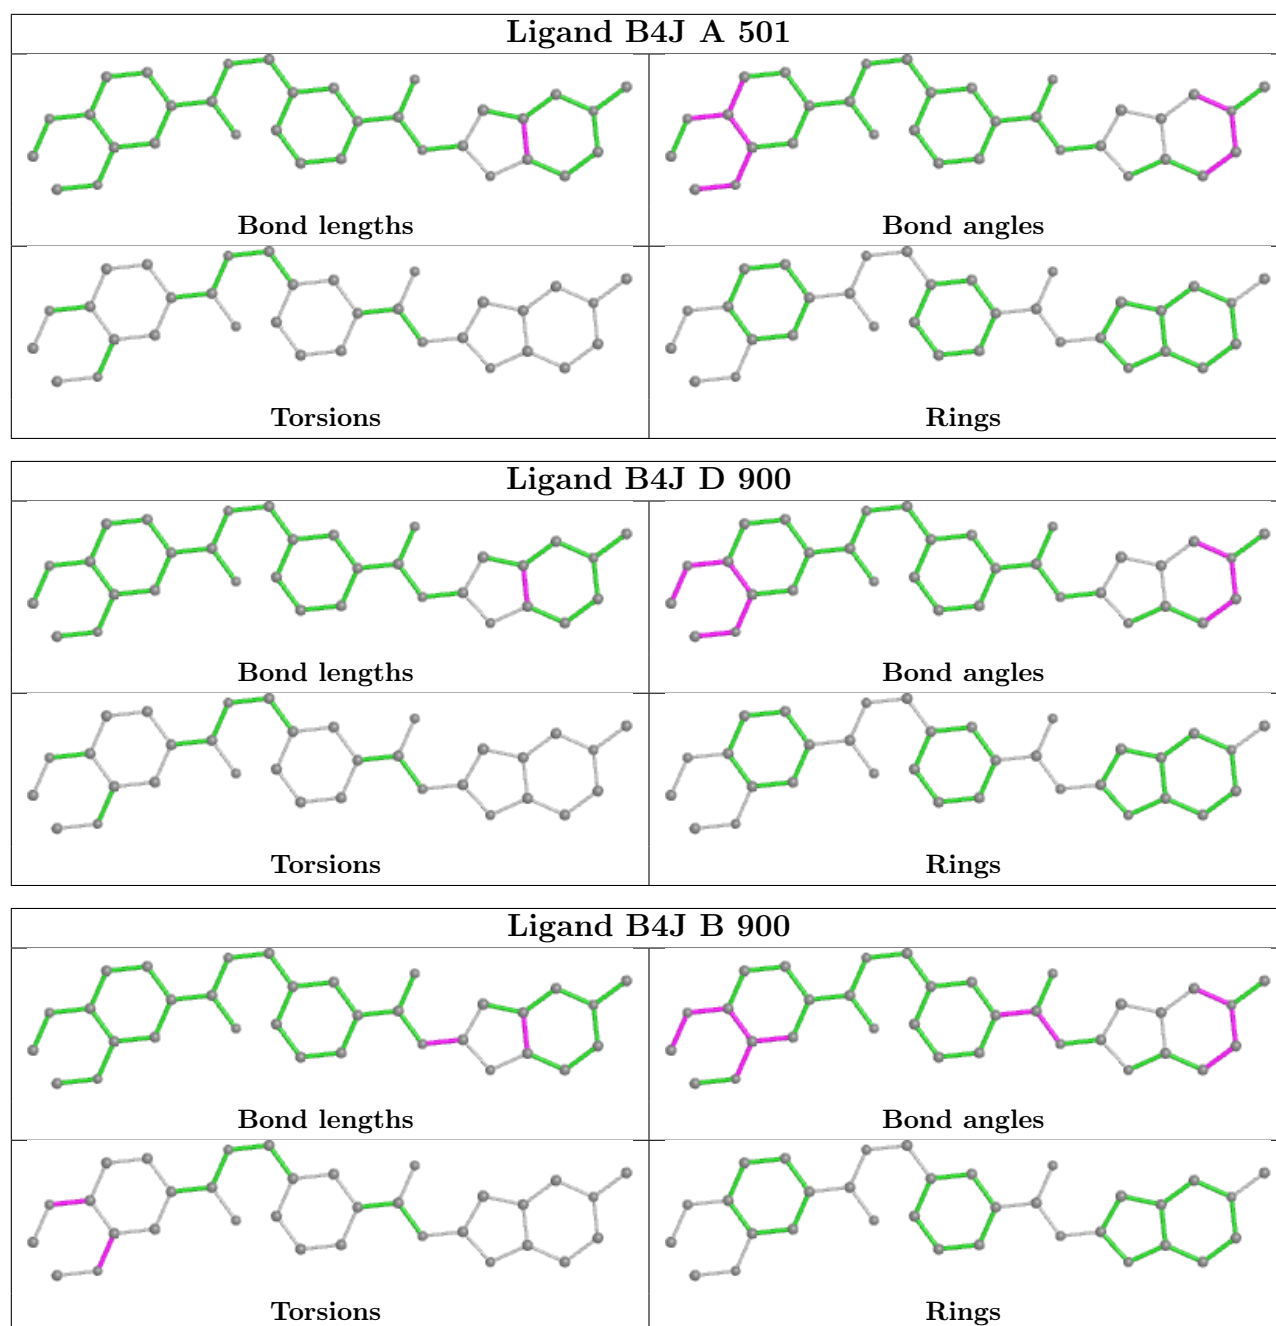 Ligand B4J A 501
Bond lengths
Bond angles
Torsions
Rings
Ligand B4J D 900
Bond lengths
Bond angles
Torsions
Rings
Ligand B4J B 900
Bond lengths
Bond angles
Torsions
Rings